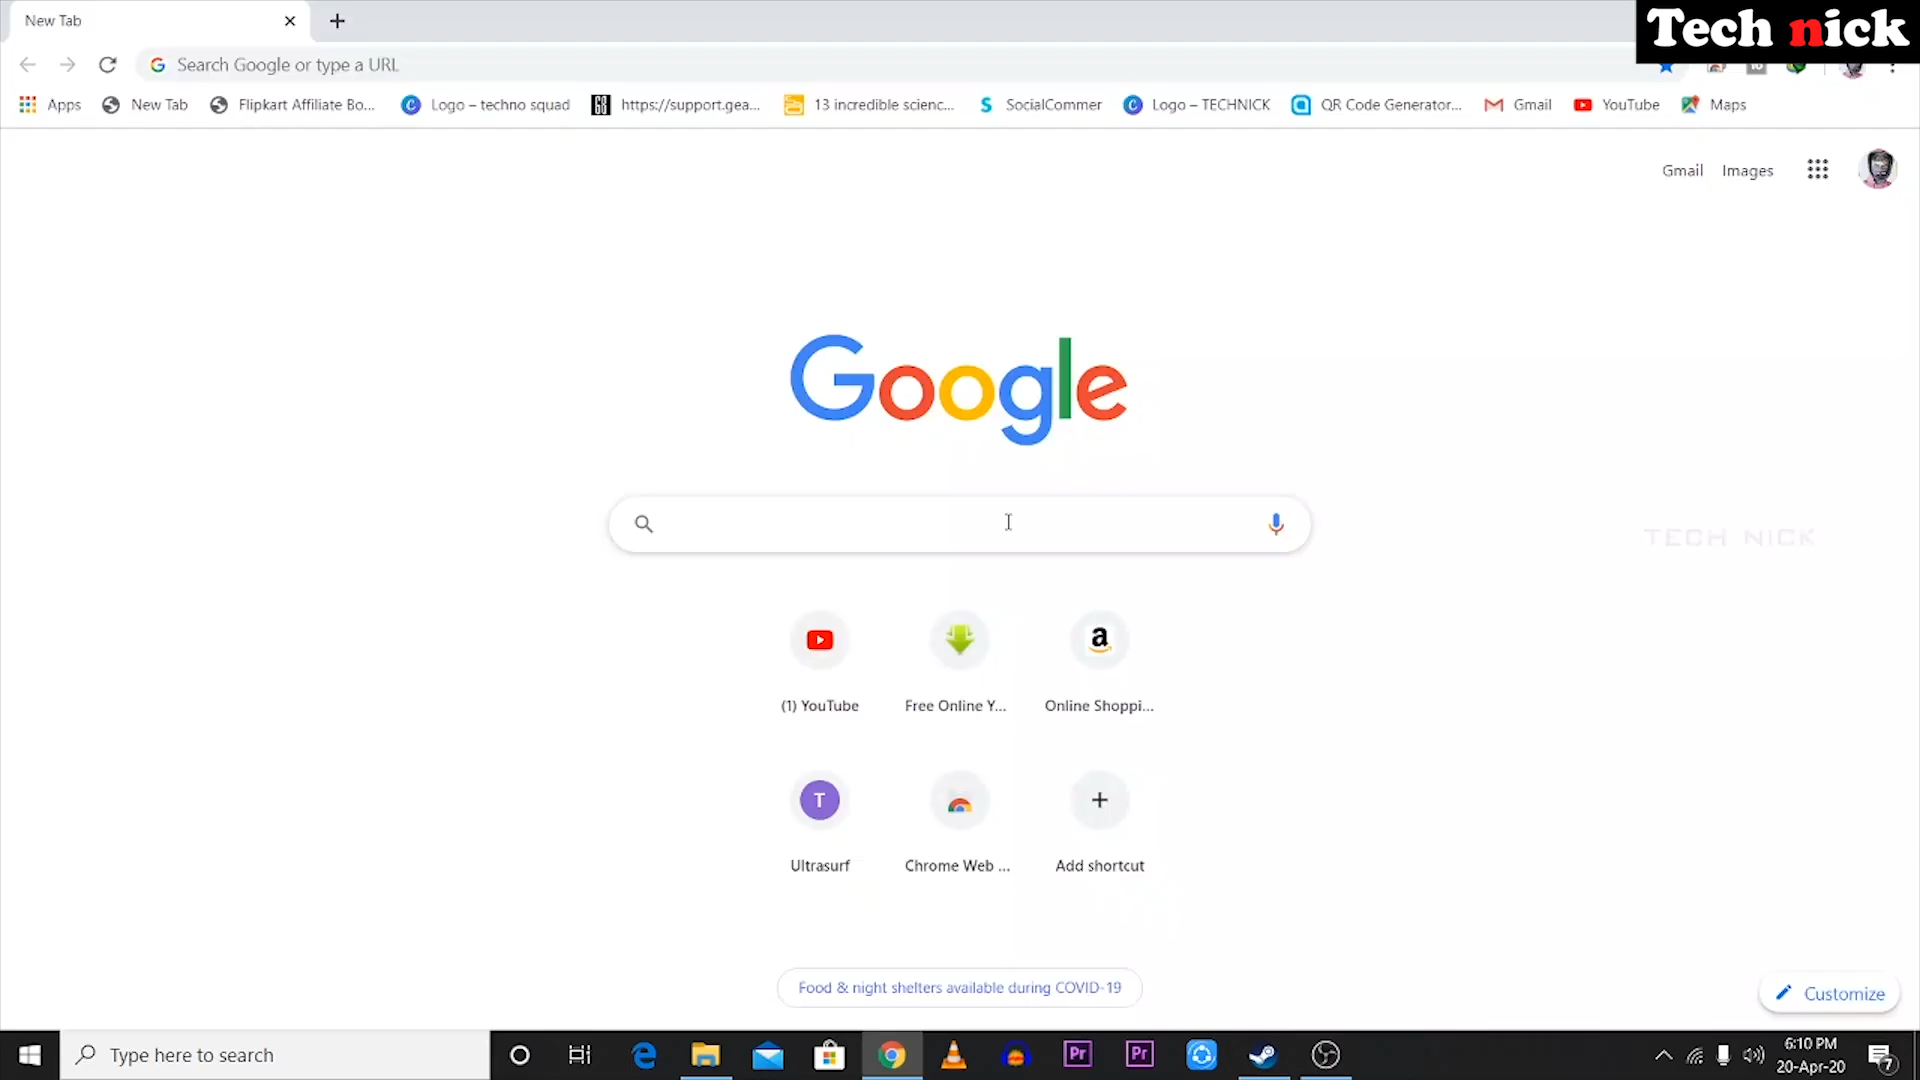 New Tab
Tech nick
Search Google or type a URL
Apps
New Tab
Flipkart Affiliate Bo...
Logo – techno squad
https://support.gea...
13 incredible scienc...
SocialCommer
Logo – TECHNICK
QR Code Generator...
Gmail
YouTube
Maps
Gmail
Images
Google
TECH NICK
(1) YouTube
Free Online Y...
Online Shoppi...
T
Ultrasurf
Chrome Web ...
Add shortcut
Food & night shelters available during COVID-19
Customize
Type here to search
Pr
Pr
6:10 PM
20-Apr-20
7